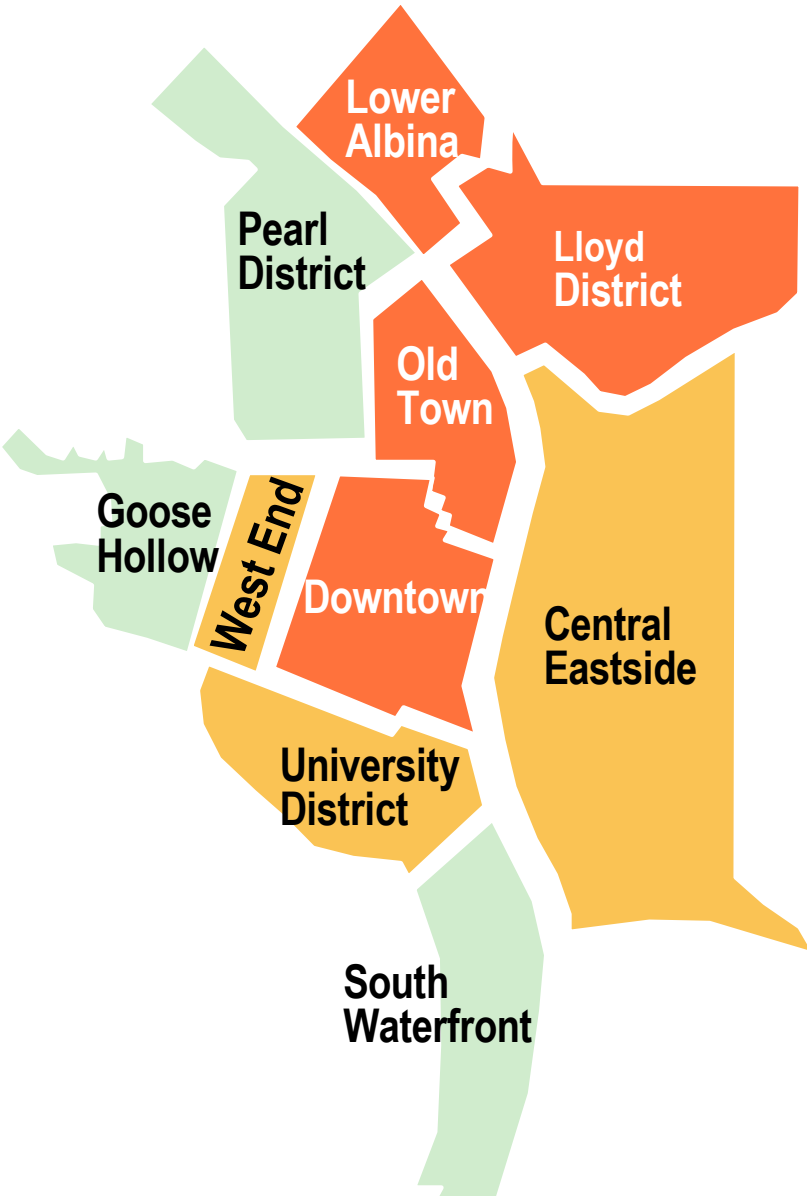 Lower
Albina
Pearl
District
Lloyd
District
Old
Town
Goose
Hollow
West End
Downtown
Central
Eastside
University
District
South
Waterfront